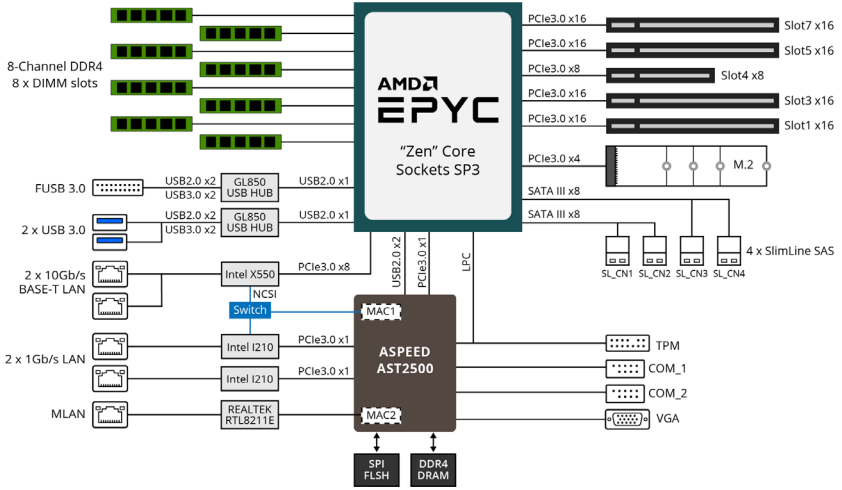 8-Channel DDR4
8 x DIMM slots
AMD
EPYC
“Zen” Core
Sockets SP3
PCIe3.0 x16
Slot7 x16
PCIe3.0 x16
Slot5 x16
PCIe3.0 x8
Slot4 x8
PCIe3.0 x16
Slot3 x16
PCIe3.0 x16
Slot1 x16
PCIe3.0 x4
M.2
SATA III x8
SATA III x8
SL_CN1
SL_CN2
SL_CN3
SL_CN4
4 x SlimLine SAS
FUSB 3.0
USB2.0 x2
USB3.0 x2
GL850
USB HUB
USB2.0 x1
2 x USB 3.0
USB2.0 x2
USB3.0 x2
GL850
USB HUB
USB2.0 x1
2 x 10Gb/s
BASE-T LAN
Intel X550
PCIe3.0 x8
USB2.0 x2
PCIe3.0 x1
LPC
NCSI
Switch
MAC1
2 x 1Gb/s LAN
Intel I210
PCIe3.0 x1
Intel I210
PCIe3.0 x1
ASPEED
AST2500
MLAN
REALTEK
RTL8211E
MAC2
TPM
COM_1
COM_2
VGA
SPI
FLSH
DDR4
DRAM